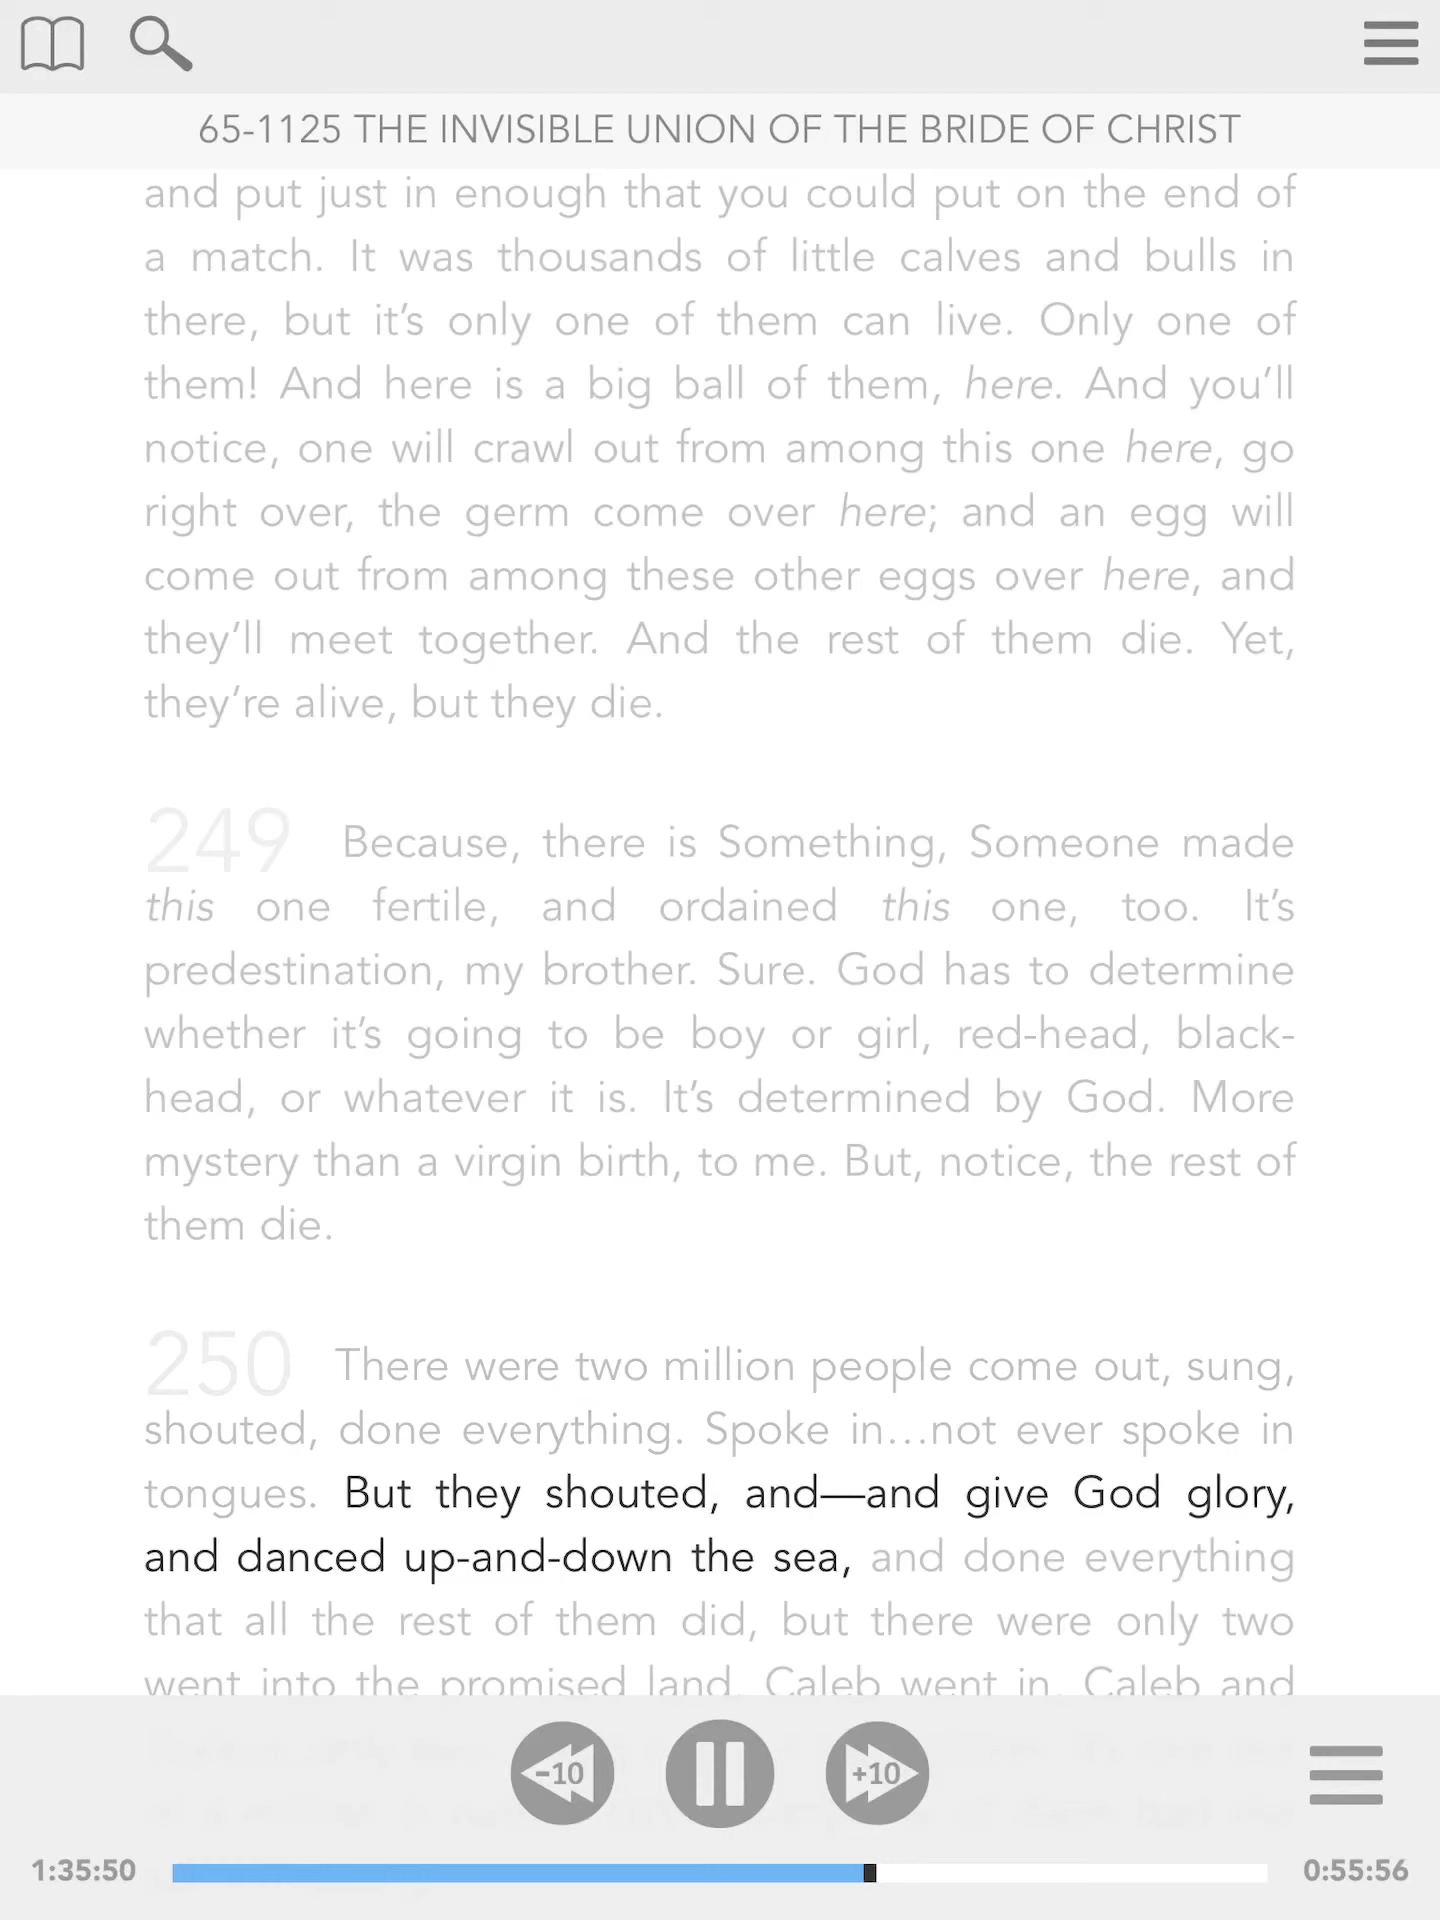 65-1125 THE INVISIBLE UNION OF THE BRIDE OF CHRIST
and put just in enough that you could put on the end of
a match. It was thousands of little calves and bulls in
there, but it’s only one of them can live. Only one of
them! And here is a big ball of them, here. And you’ll
notice, one will crawl out from among this one here, go
right over, the germ come over here; and an egg will
come out from among these other eggs over here, and
they’ll meet together. And the rest of them die. Yet,
they’re alive, but they die.
249 Because, there is Something, Someone made
this one fertile, and ordained this one, too. It’s
predestination, my brother. Sure. God has to determine
whether it’s going to be boy or girl, red-head, black-
head, or whatever it is. It’s determined by God. More
mystery than a virgin birth, to me. But, notice, the rest of
them die.
250 There were two million people come out, sung,
shouted, done everything. Spoke in…not ever spoke in
tongues. But they shouted, and—and give God glory,
and danced up-and-down the sea, and done everything
that all the rest of them did, but there were only two
went into the promised land. Caleb went in. Caleb and
-10 +10
1:35:50 0:55:56